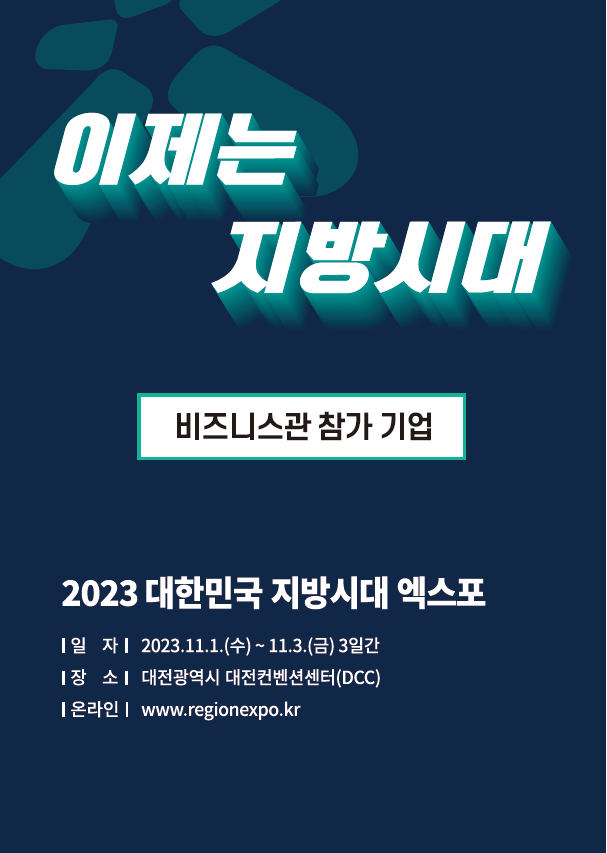 이제는
지방시대
비즈니스관 참가 기업
2023 대한민국 지방시대 엑스포
| 일 자 | 2023.11.1.(수) ~ 11.3.(금) 3일간
| 장 소 | 대전광역시 대전컨벤션센터(DCC)
| 온라인 | www.regionexpo.kr